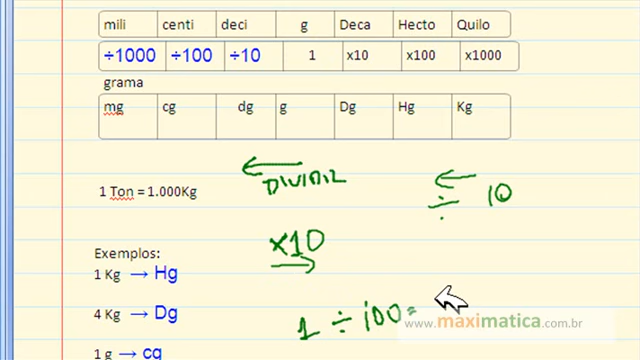 mili centi deci g Deca Hecto Quilo
÷1000 ÷100 ÷10 1 x10 x100 x1000
grama
mg cg dg g Dg Hg Kg
DIVIDIR
÷ 10
1 Ton = 1.000Kg
x10
Exemplos:
1 Kg → Hg
4 Kg → Dg
1 ÷ 100=
www.maximatica.com.br
1 g → cg